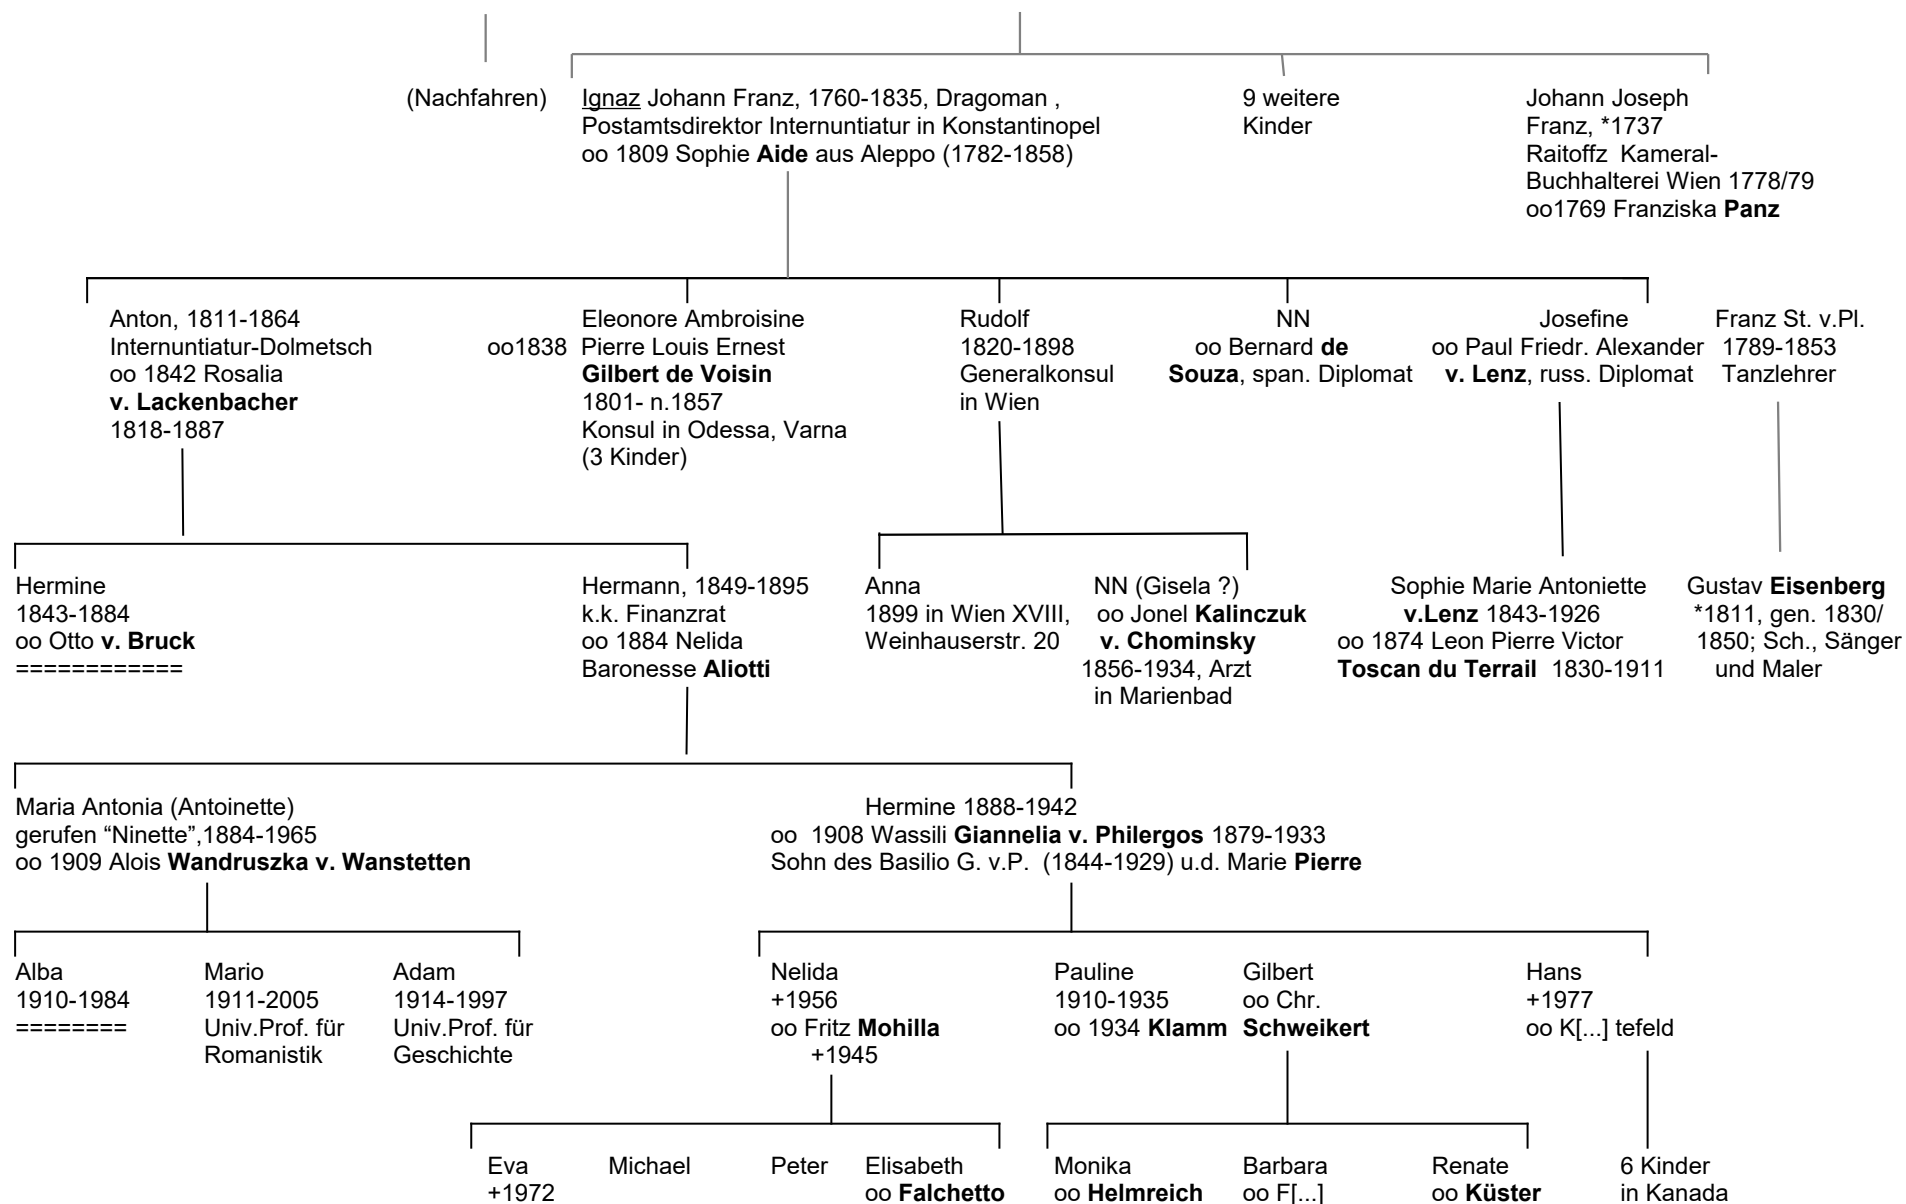 (Nachfahren)
Ignaz Johann Franz, 1760-1835, Dragoman ,
Postamtsdirektor Internuntiatur in Konstantinopel
oo 1809 Sophie Aide aus Aleppo (1782-1858)
9 weitere
Kinder
Johann Joseph
Franz, *1737
Raitoffz Kameral-
Buchhalterei Wien 1778/79
oo1769 Franziska Panz
Anton, 1811-1864
Internuntiatur-Dolmetsch
oo 1842 Rosalia
v. Lackenbacher
1818-1887
Eleonore Ambroisine
oo1838 Pierre Louis Ernest
Gilbert de Voisin
1801- n.1857
Konsul in Odessa, Varna
(3 Kinder)
Rudolf
1820-1898
Generalkonsul
in Wien
NN
oo Bernard de
Souza, span. Diplomat
Josefine
oo Paul Friedr. Alexander
v. Lenz, russ. Diplomat
Franz St. v.Pl.
1789-1853
Tanzlehrer
Hermine
1843-1884
oo Otto v. Bruck
============
Hermann, 1849-1895
k.k. Finanzrat
oo 1884 Nelida
Baronesse Aliotti
Anna
1899 in Wien XVIII,
Weinhauserstr. 20
NN (Gisela ?)
oo Jonel Kalinczuk
v. Chominsky
1856-1934, Arzt
in Marienbad
Sophie Marie Antoniette
v.Lenz 1843-1926
oo 1874 Leon Pierre Victor
Toscan du Terrail 1830-1911
Gustav Eisenberg
*1811, gen. 1830/
1850; Sch., Sänger
und Maler
Maria Antonia (Antoinette)
gerufen “Ninette”,1884-1965
oo 1909 Alois Wandruszka v. Wanstetten
Hermine 1888-1942
oo 1908 Wassili Giannelia v. Philergos 1879-1933
Sohn des Basilio G. v.P. (1844-1929) u.d. Marie Pierre
Alba
1910-1984
========
Mario
1911-2005
Univ.Prof. für
Romanistik
Adam
1914-1997
Univ.Prof. für
Geschichte
Nelida
+1956
oo Fritz Mohilla
+1945
Pauline
1910-1935
oo 1934 Klamm
Gilbert
oo Chr.
Schweikert
Hans
+1977
oo K[...] tefeld
Eva
+1972
Michael
Peter
Elisabeth
oo Falchetto
Monika
oo Helmreich
Barbara
oo F[...]
Renate
oo Küster
6 Kinder
in Kanada